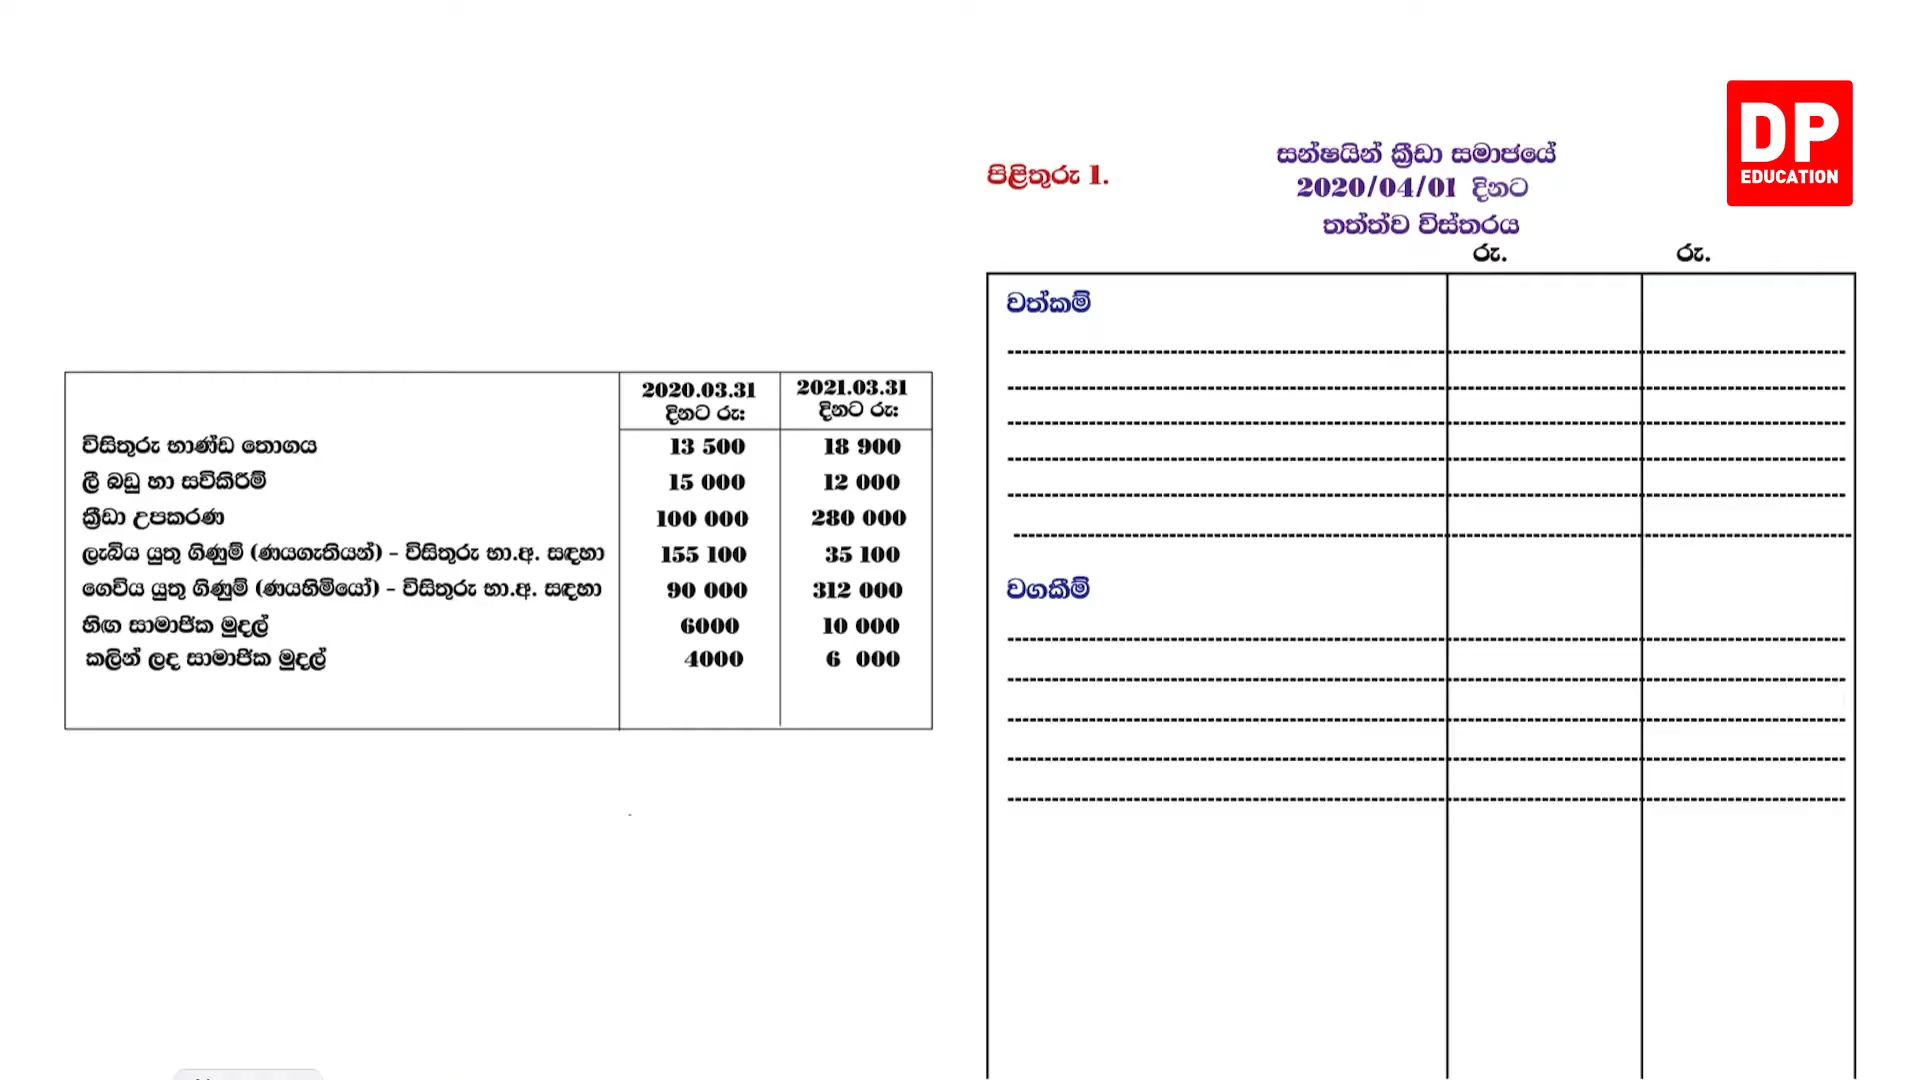 DP
EDUCATION
පිළිතුරු 1.
සන්ෂයින් ක්‍රීඩා සමාජයේ
2020/04/01 දිනට
තත්ත්ව විස්තරය
රු. රු.
වත්කම්
වගකීම්
2020.03.31 දිනට රු: 2021.03.31 දිනට රු:
විසිතුරු භාණ්ඩ තොගය 13 500 18 900
ලී බඩු හා සවිකිරීම් 15 000 12 000
ක්‍රීඩා උපකරණ 100 000 280 000
ලැබිය යුතු ගිණුම් (ණයගැතියන්) - විසිතුරු භා.අ. සඳහා 155 100 35 100
ගෙවිය යුතු ගිණුම් (ණයහිමියෝ) - විසිතුරු භා.අ. සඳහා 90 000 312 000
හිඟ සාමාජික මුදල් 6000 10 000
කලින් ලද සාමාජික මුදල් 4000 6 000